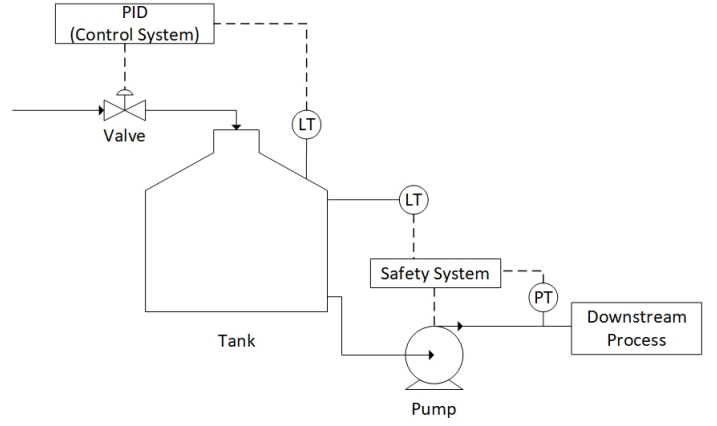 PID
(Control System)
Valve
LT
LT
Safety System
PT
Downstream
Process
Tank
Pump